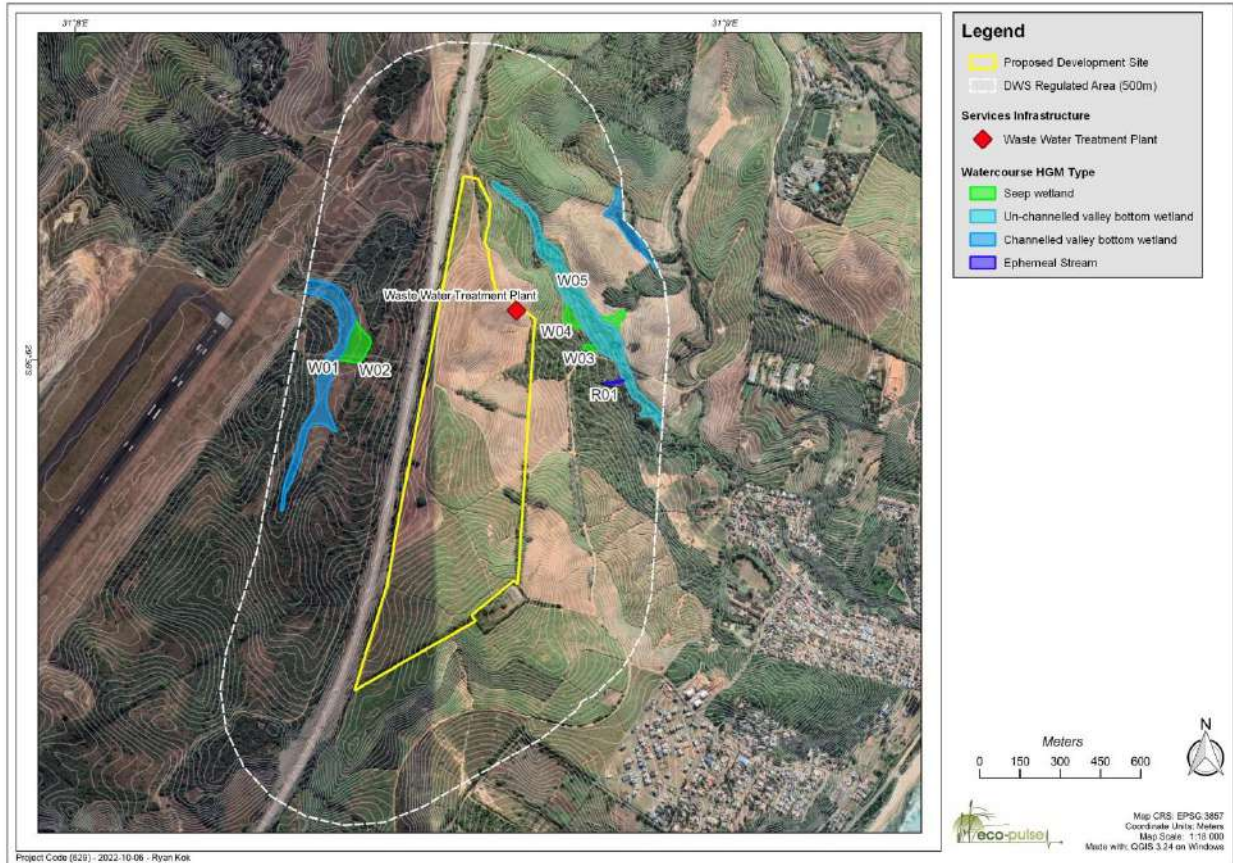 31°8'E
31°9'E
29°38'S
Waste Water Treatment Plant
W05
W04
W03
R01
W01
W02
Legend
Proposed Development Site
DWS Regulated Area (500m)
Services Infrastructure
Waste Water Treatment Plant
Watercourse HGM Type
Seep wetland
Un-channelled valley bottom wetland
Channelled valley bottom wetland
Ephemeal Stream
Meters
0 150 300 450 600
N
eco-pulse
Map CRS: EPSG:3857
Coordinate Units: Meters
Map Scale: 1:18 000
Made with: QGIS 3.24 on Windows
Project Code (629) - 2022-10-06 - Ryan Kok